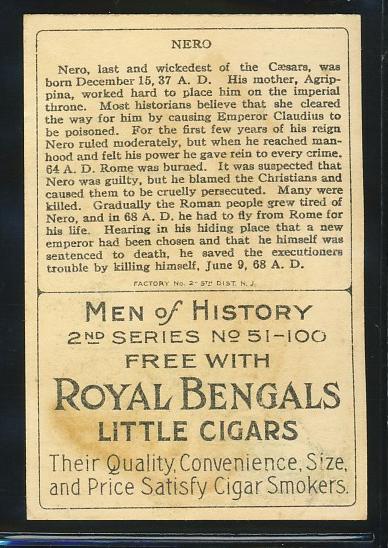 NERO
Nero, last and wickedest of the Cæsars, was
born December 15, 37 A. D. His mother, Agrip-
pina, worked hard to place him on the imperial
throne. Most historians believe that she cleared
the way for him by causing Emperor Claudius to
be poisoned. For the first few years of his reign
Nero ruled moderately, but when he reached man-
hood and felt his power he gave rein to every crime.
64 A. D. Rome was burned. It was suspected that
Nero was guilty, but he blamed the Christians and
caused them to be cruelly persecuted. Many were
killed. Gradually the Roman people grew tired of
Nero, and in 68 A. D. he had to fly from Rome for
his life. Hearing in his hiding place that a new
emperor had been chosen and that he himself was
sentenced to death, he saved the executioners
trouble by killing himself, June 9, 68 A. D.
FACTORY No. 2-5TH DIST. N. J.
MEN of HISTORY
2ND SERIES No 51-100
FREE WITH
ROYAL BENGALS
LITTLE CIGARS
Their Quality, Convenience, Size,
and Price Satisfy Cigar Smokers.